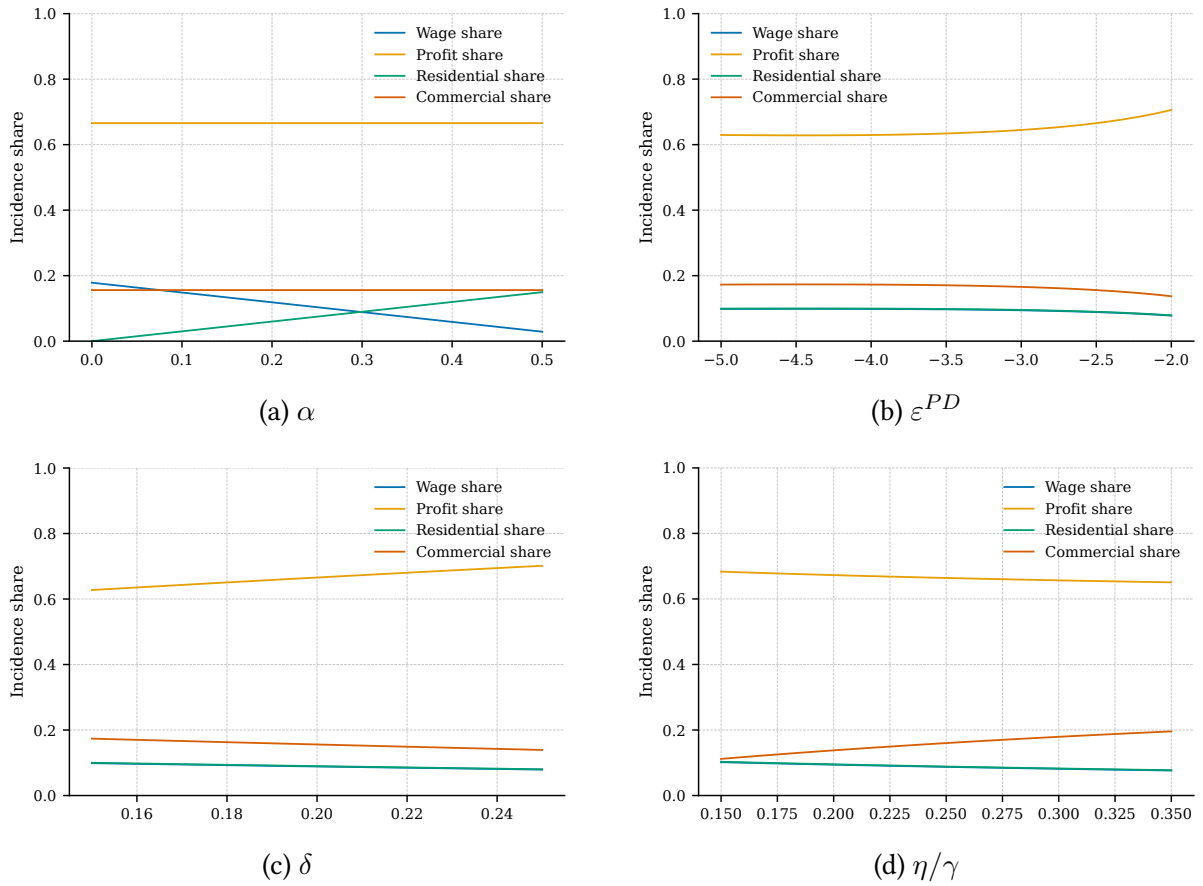 1.0
0.8
0.6
0.4
0.2
0.0
Incidence share
Wage share
Profit share
Residential share
Commercial share
0.0 0.1 0.2 0.3 0.4 0.5
(a) α
1.0
0.8
0.6
0.4
0.2
0.0
Incidence share
Wage share
Profit share
Residential share
Commercial share
−5.0 −4.5 −4.0 −3.5 −3.0 −2.5 −2.0
(b) ε^{PD}
1.0
0.8
0.6
0.4
0.2
0.0
Incidence share
Wage share
Profit share
Residential share
Commercial share
0.16 0.18 0.20 0.22 0.24
(c) δ
1.0
0.8
0.6
0.4
0.2
0.0
Incidence share
Wage share
Profit share
Residential share
Commercial share
0.150 0.175 0.200 0.225 0.250 0.275 0.300 0.325 0.350
(d) η/γ